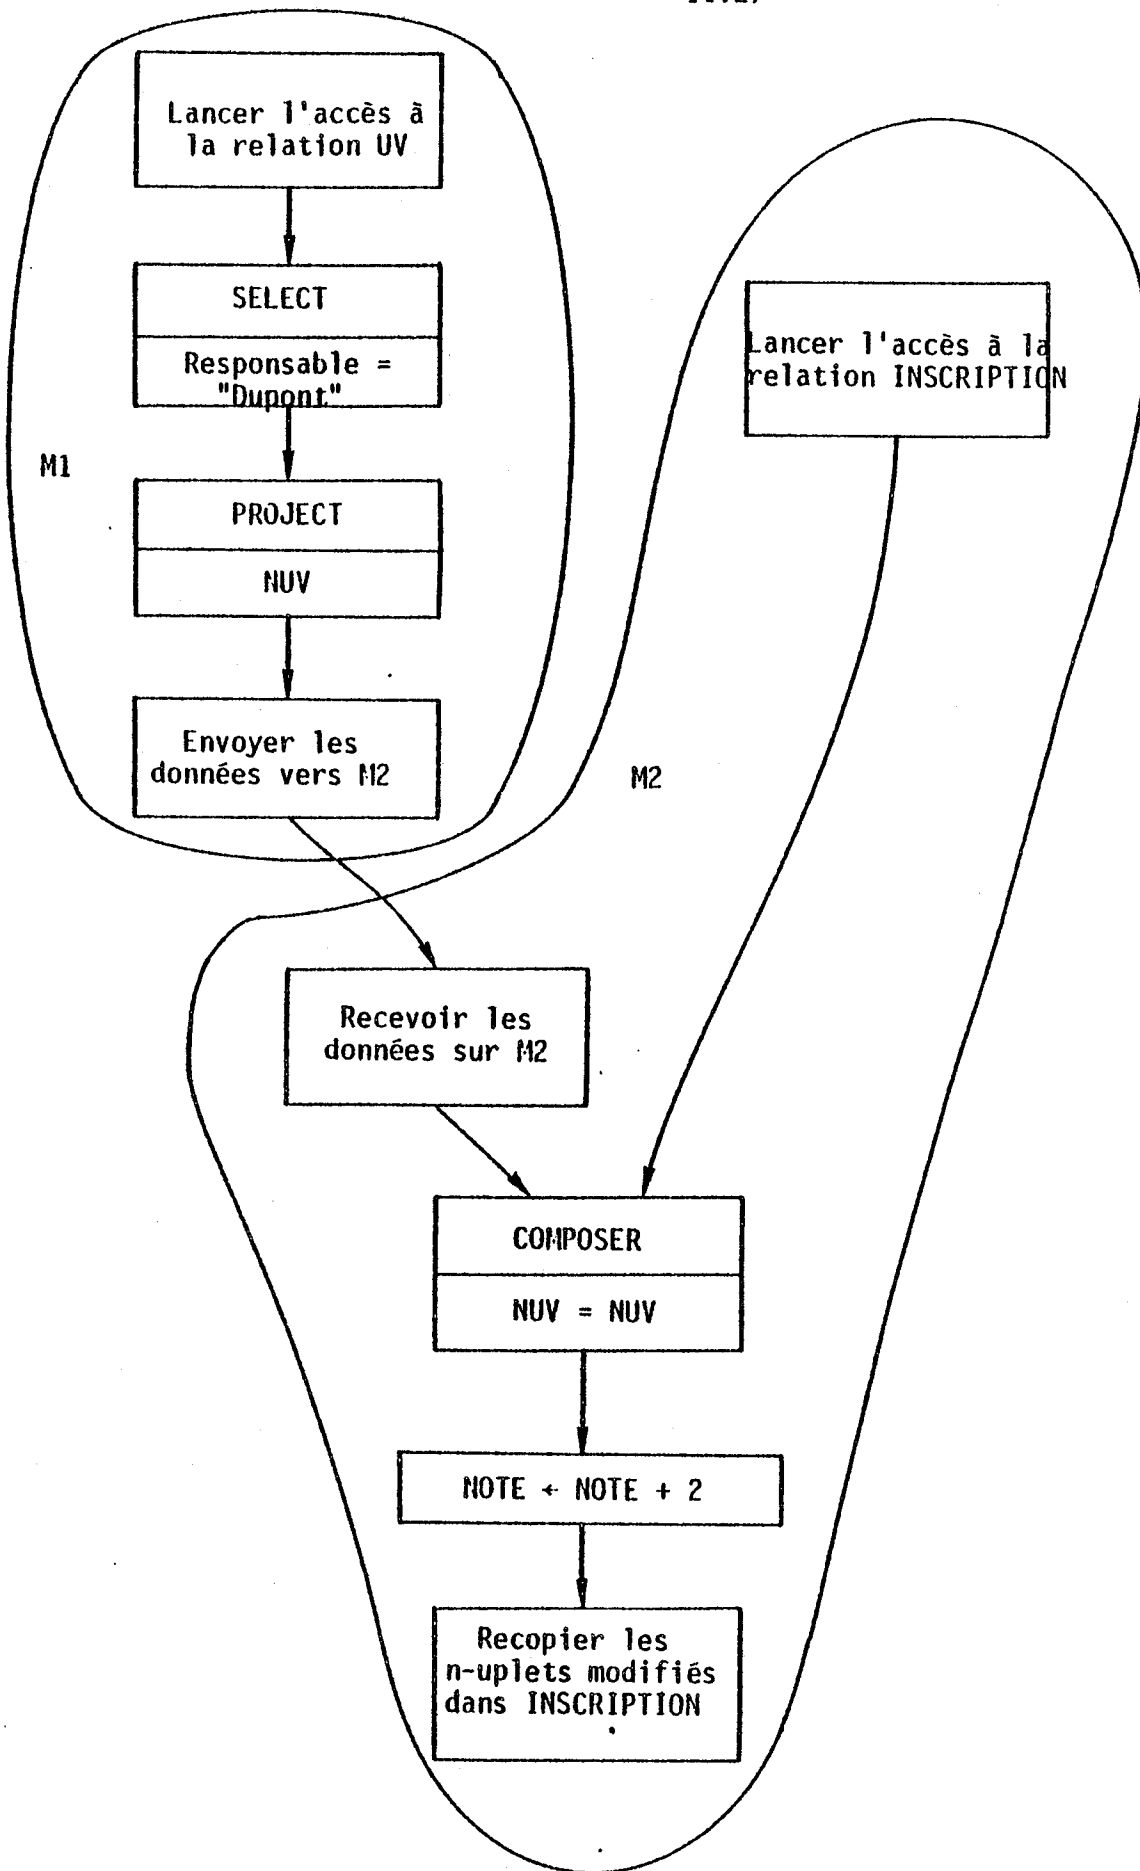 Lancer l'accès à
la relation UV
SELECT
Responsable =
"Dupont"
M1
PROJECT
NUV
Envoyer les
données vers M2
Lancer l'accès à la
relation INSCRIPTION
M2
Recevoir les
données sur M2
COMPOSER
NUV = NUV
NOTE ← NOTE + 2
Recopier les
n-uplets modifiés
dans INSCRIPTION